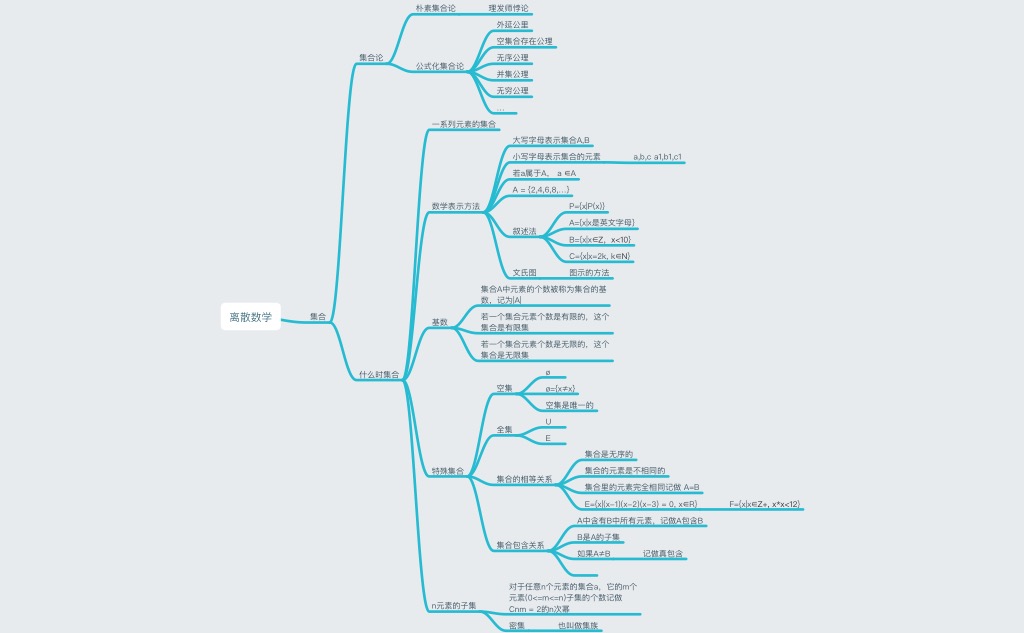 朴素集合论
理发师悖论
外延公里
空集合存在公理
集合论
无序公理
公式化集合论
并集公理
无穷公理
...
一系列元素的集合
大写字母表示集合A,B
小写字母表示集合的元素
a,b,c a1,b1,c1
若a属于A， a ∈A
A = {2,4,6,8,...}
数学表示方法
P={x|P(x)}
A={x|x是英文字母}
叙述法
B={x|x∈Z，x<10}
C={x|x=2k, k∈N}
文氏图
图示的方法
集合A中元素的个数被称为集合的基
数，记为|A|
离散数学
集合
基数
若一个集合元素个数是有限的，这个
集合是有限集
若一个集合元素个数是无限的，这个
集合是无限集
什么时集合
空集
ø
ø={x≠x}
空集是唯一的
全集
U
E
特殊集合
集合的相等关系
集合是无序的
集合的元素是不相同的
集合里的元素完全相同记做 A=B
E={x|(x-1)(x-2)(x-3) = 0, x∈R}
F={x|x∈Z+, x*x<12}
集合包含关系
A中含有B中所有元素，记做A包含B
B是A的子集
如果A≠B
记做真包含
n元素的子集
对于任意n个元素的集合a，它的m个
元素(0<=m<=n)子集的个数记做
Cnm = 2的n次幂
密集
也叫做集族